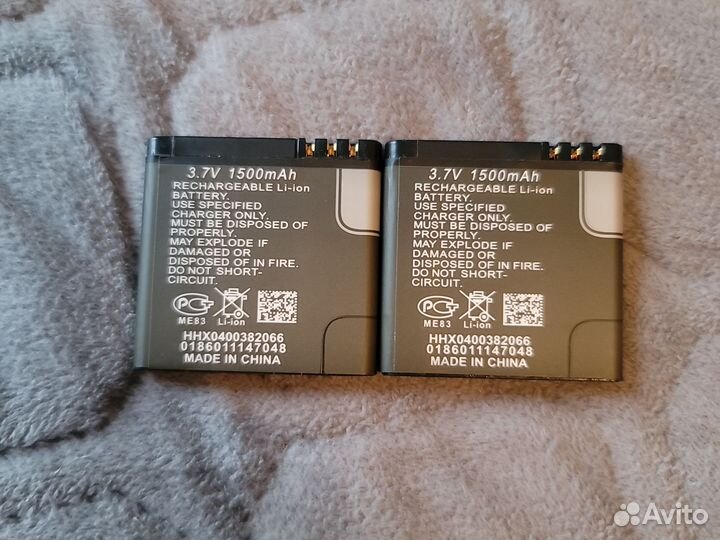 3.7V 1500mAh
RECHARGEABLE Li-ion
BATTERY.
USE SPECIFIED
CHARGER ONLY.
MUST BE DISPOSED OF
PROPERLY.
MAY EXPLODE IF
DAMAGED OR
DISPOSED OF IN FIRE.
DO NOT SHORT-
CIRCUIT.
РСТ
ME83
Li-ion
HHX0400382066
0186011147048
MADE IN CHINA
3.7V 1500mAh
RECHARGEABLE Li-ion
BATTERY.
USE SPECIFIED
CHARGER ONLY.
MUST BE DISPOSED OF
PROPERLY.
MAY EXPLODE IF
DAMAGED OR
DISPOSED OF IN FIRE.
DO NOT SHORT-
CIRCUIT.
РСТ
ME83
Li-ion
HHX0400382066
0186011147048
MADE IN CHINA
Avito